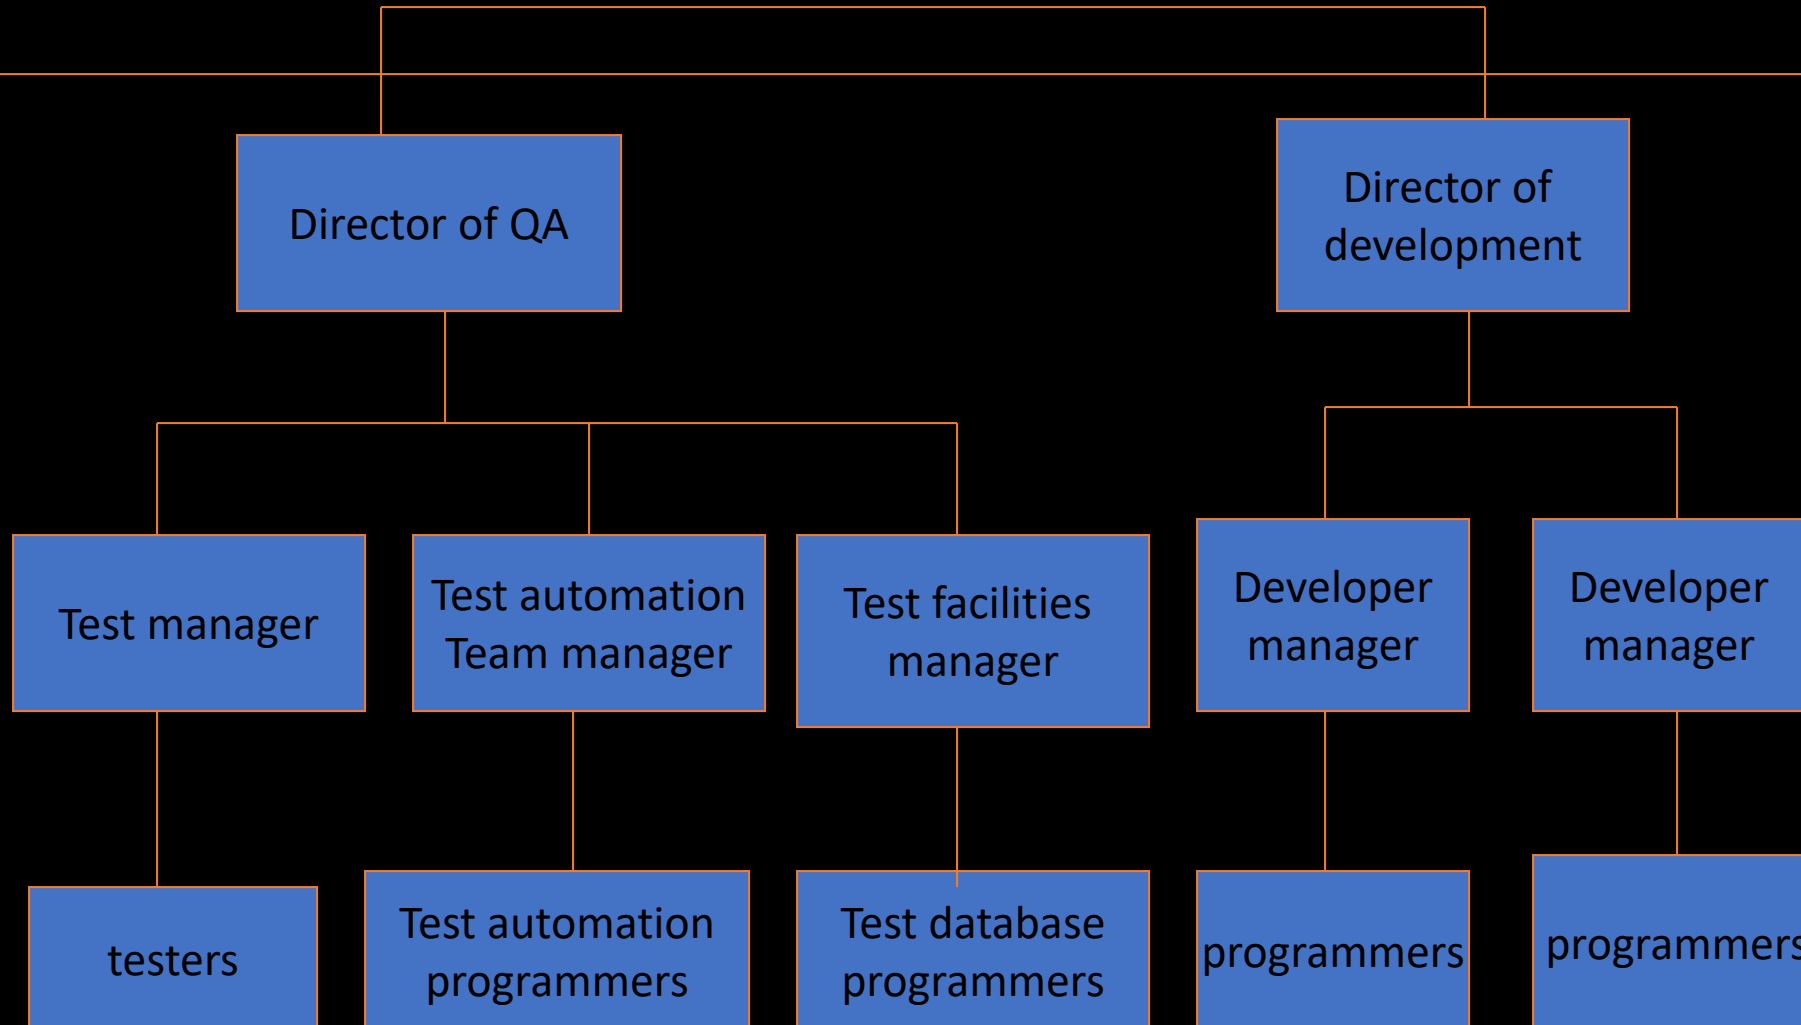 Director of QA
Director of
development
Test manager
Test automation
Team manager
Test facilities
manager
Developer
manager
Developer
manager
testers
Test automation
programmers
Test database
programmers
programmers
programmers